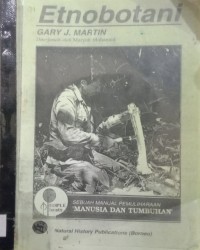 Etnobotani
GARY J. MARTIN
SEBUAH MANUAL PEMULIHARAAN
'MANUSIA DAN TUMBUHAN'
Natural History Publications (Borneo)